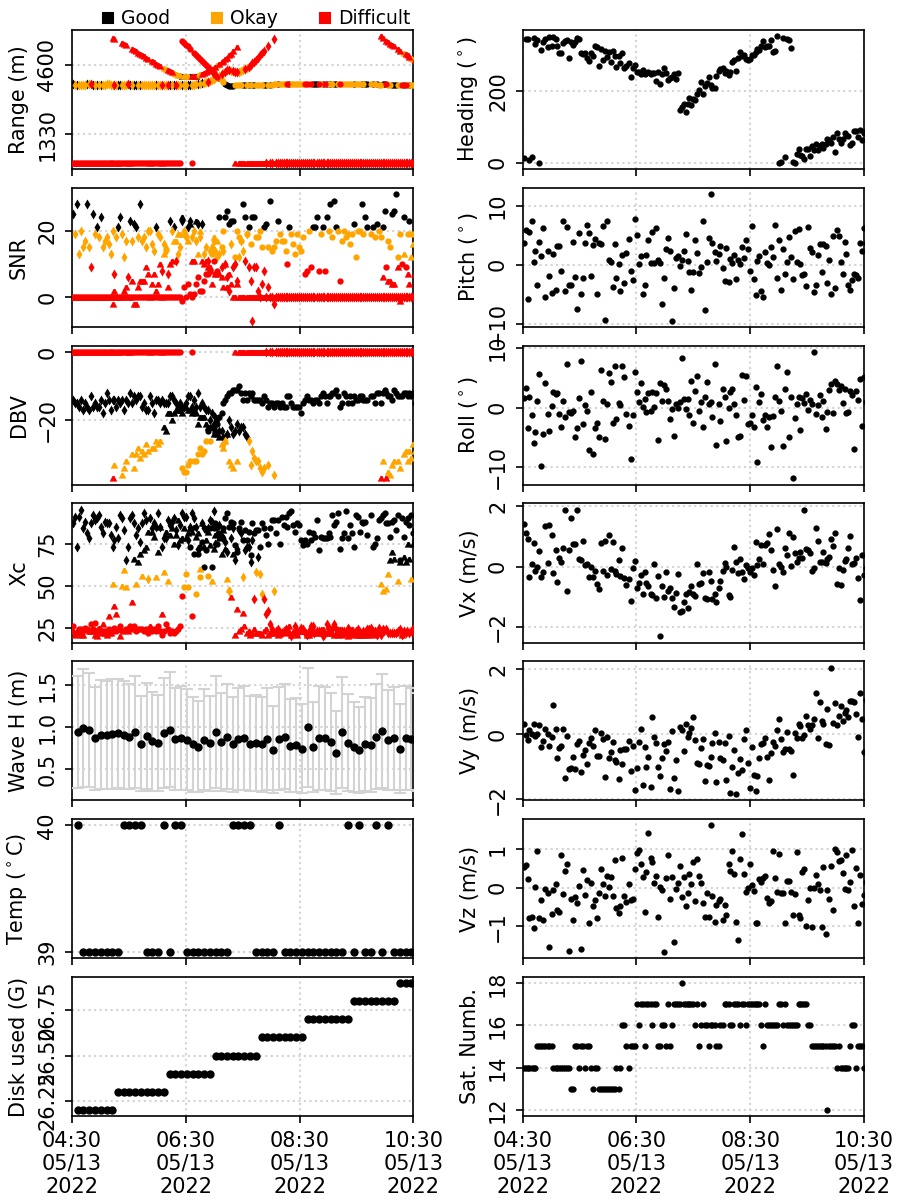 Good Okay Difficult
Range (m)
4600
1330
Heading (°)
200
0
SNR
20
0
Pitch (°)
10
0
−10
DBV
0
−20
Roll (°)
10
0
−10
Xc
75
50
25
Vx (m/s)
2
0
−2
Wave H (m)
1.5
1.0
0.5
Vy (m/s)
2
0
−2
Temp (°C)
40
39
Vz (m/s)
1
0
−1
Disk used (G)
26.75
26.50
26.25
Sat. Numb.
18
16
14
12
04:30 06:30 08:30 10:30
05/13 05/13 05/13 05/13
2022 2022 2022 2022
04:30 06:30 08:30 10:30
05/13 05/13 05/13 05/13
2022 2022 2022 2022